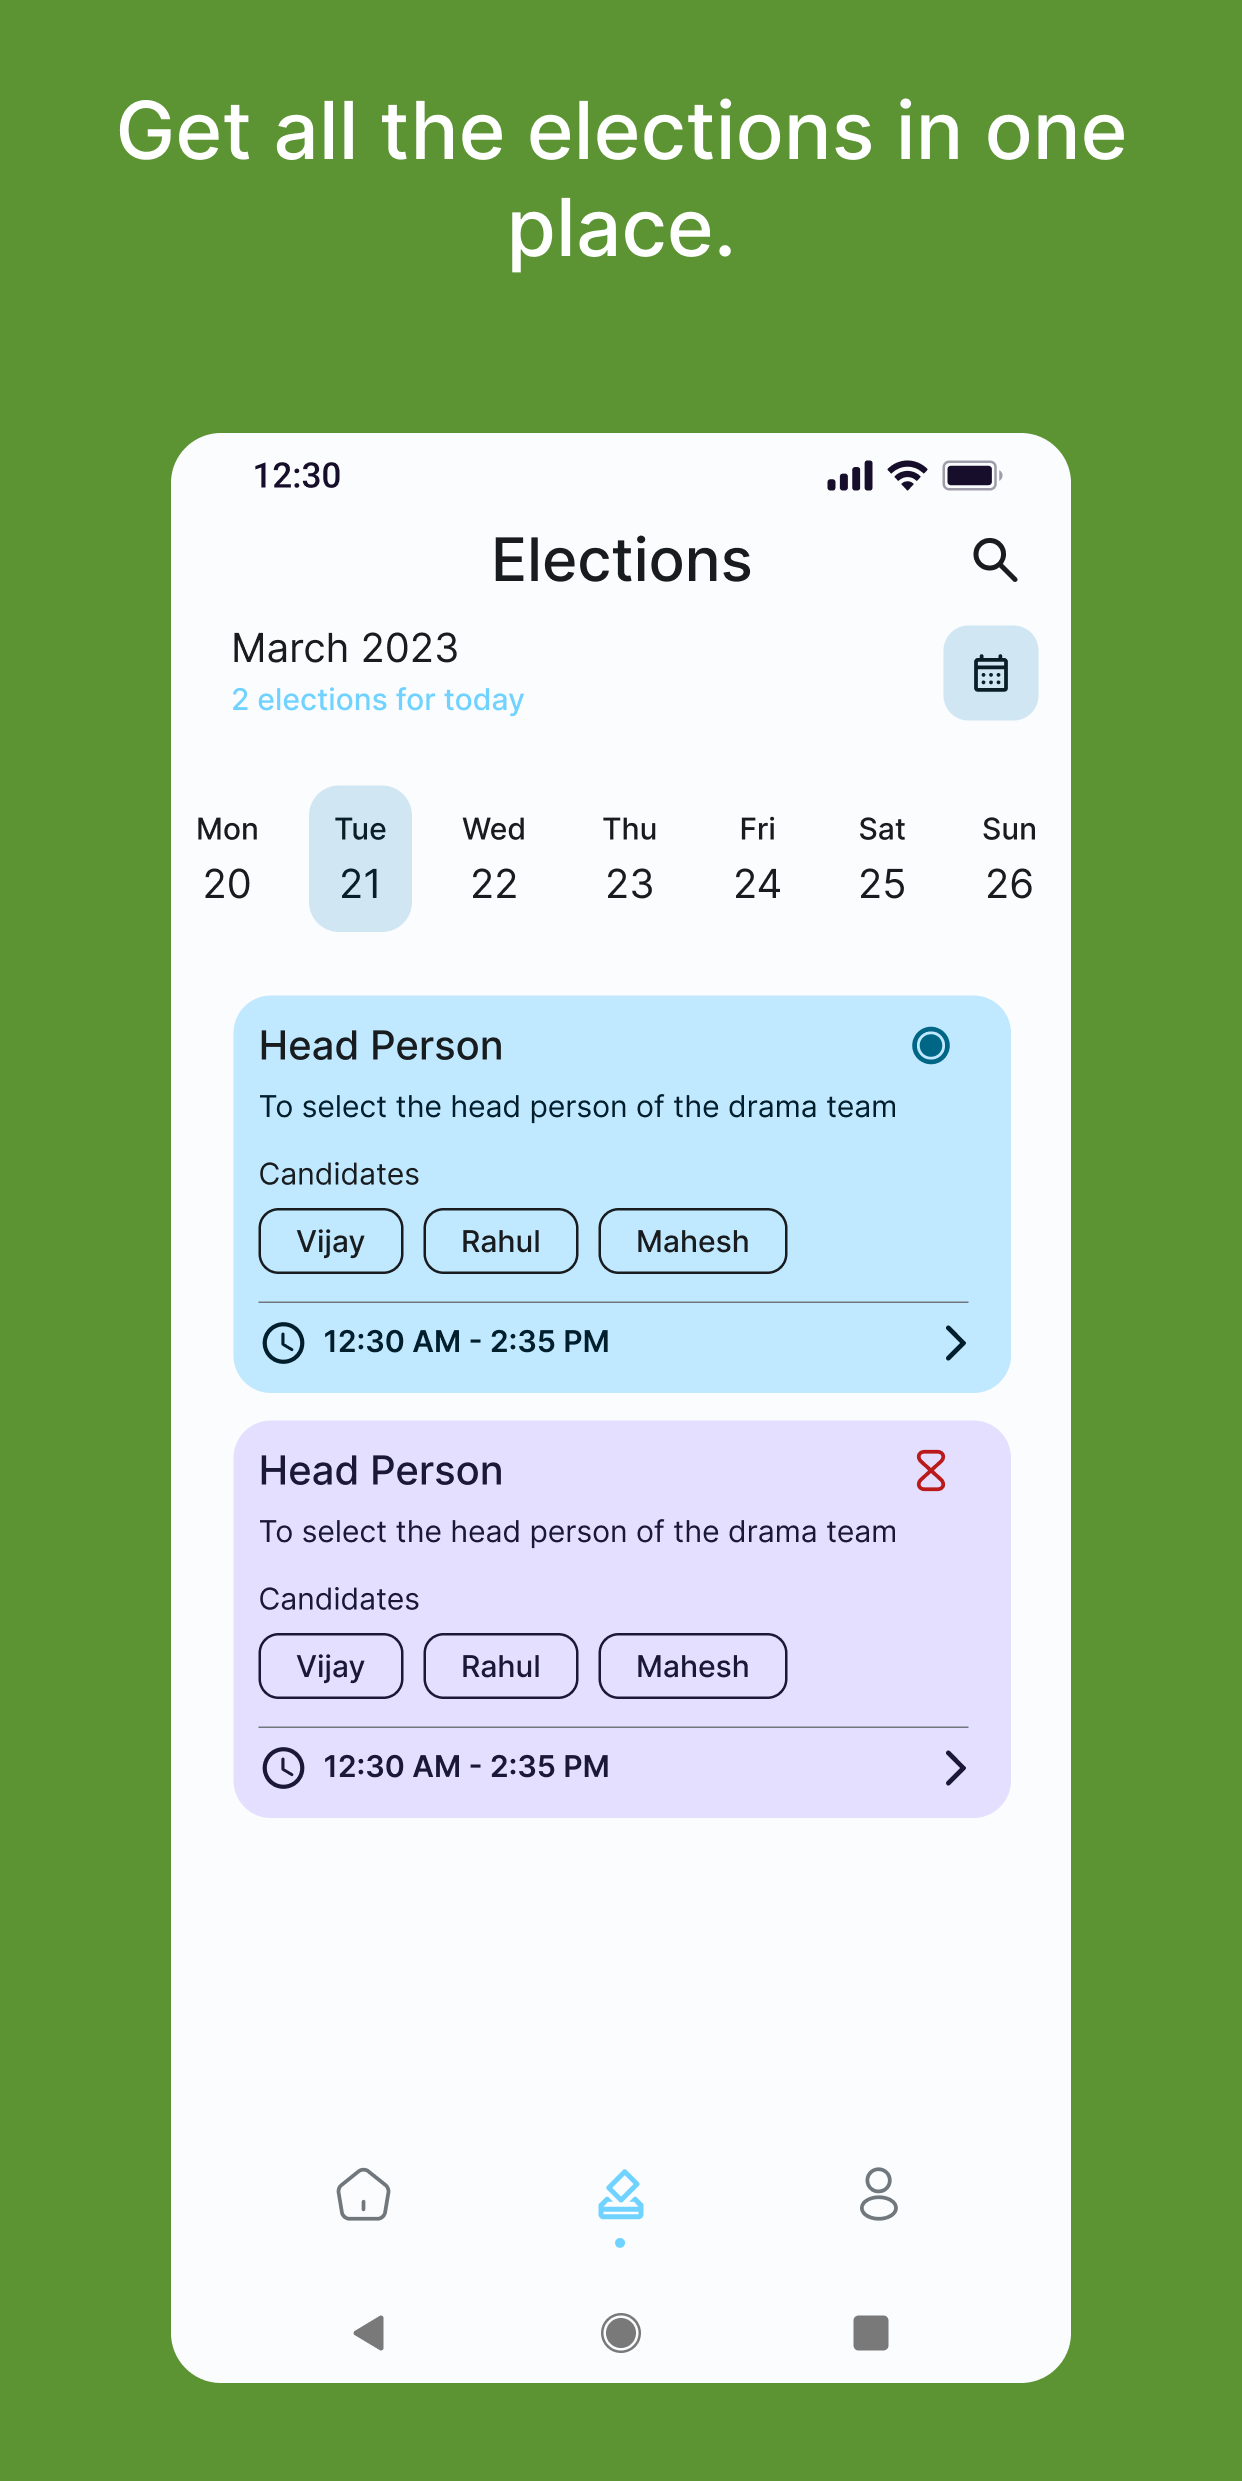 Get all the elections in one
place.
12:30
Elections
March 2023
2 elections for today
Mon Tue Wed Thu Fri Sat Sun
20 21 22 23 24 25 26
Head Person
To select the head person of the drama team
Candidates
Vijay Rahul Mahesh
12:30 AM - 2:35 PM
Head Person
To select the head person of the drama team
Candidates
Vijay Rahul Mahesh
12:30 AM - 2:35 PM